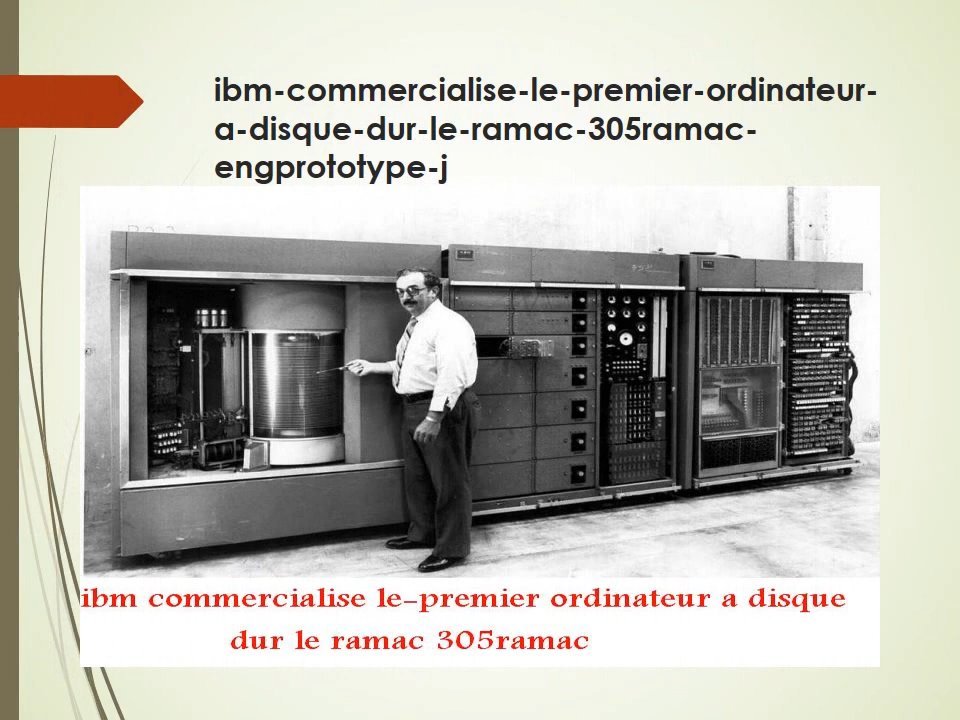 ibm-commercialise-le-premier-ordinateur-
a-disque-dur-le-ramac-305ramac-
engprototype-j
ibm commercialise le-premier ordinateur a disque
dur le ramac 305ramac